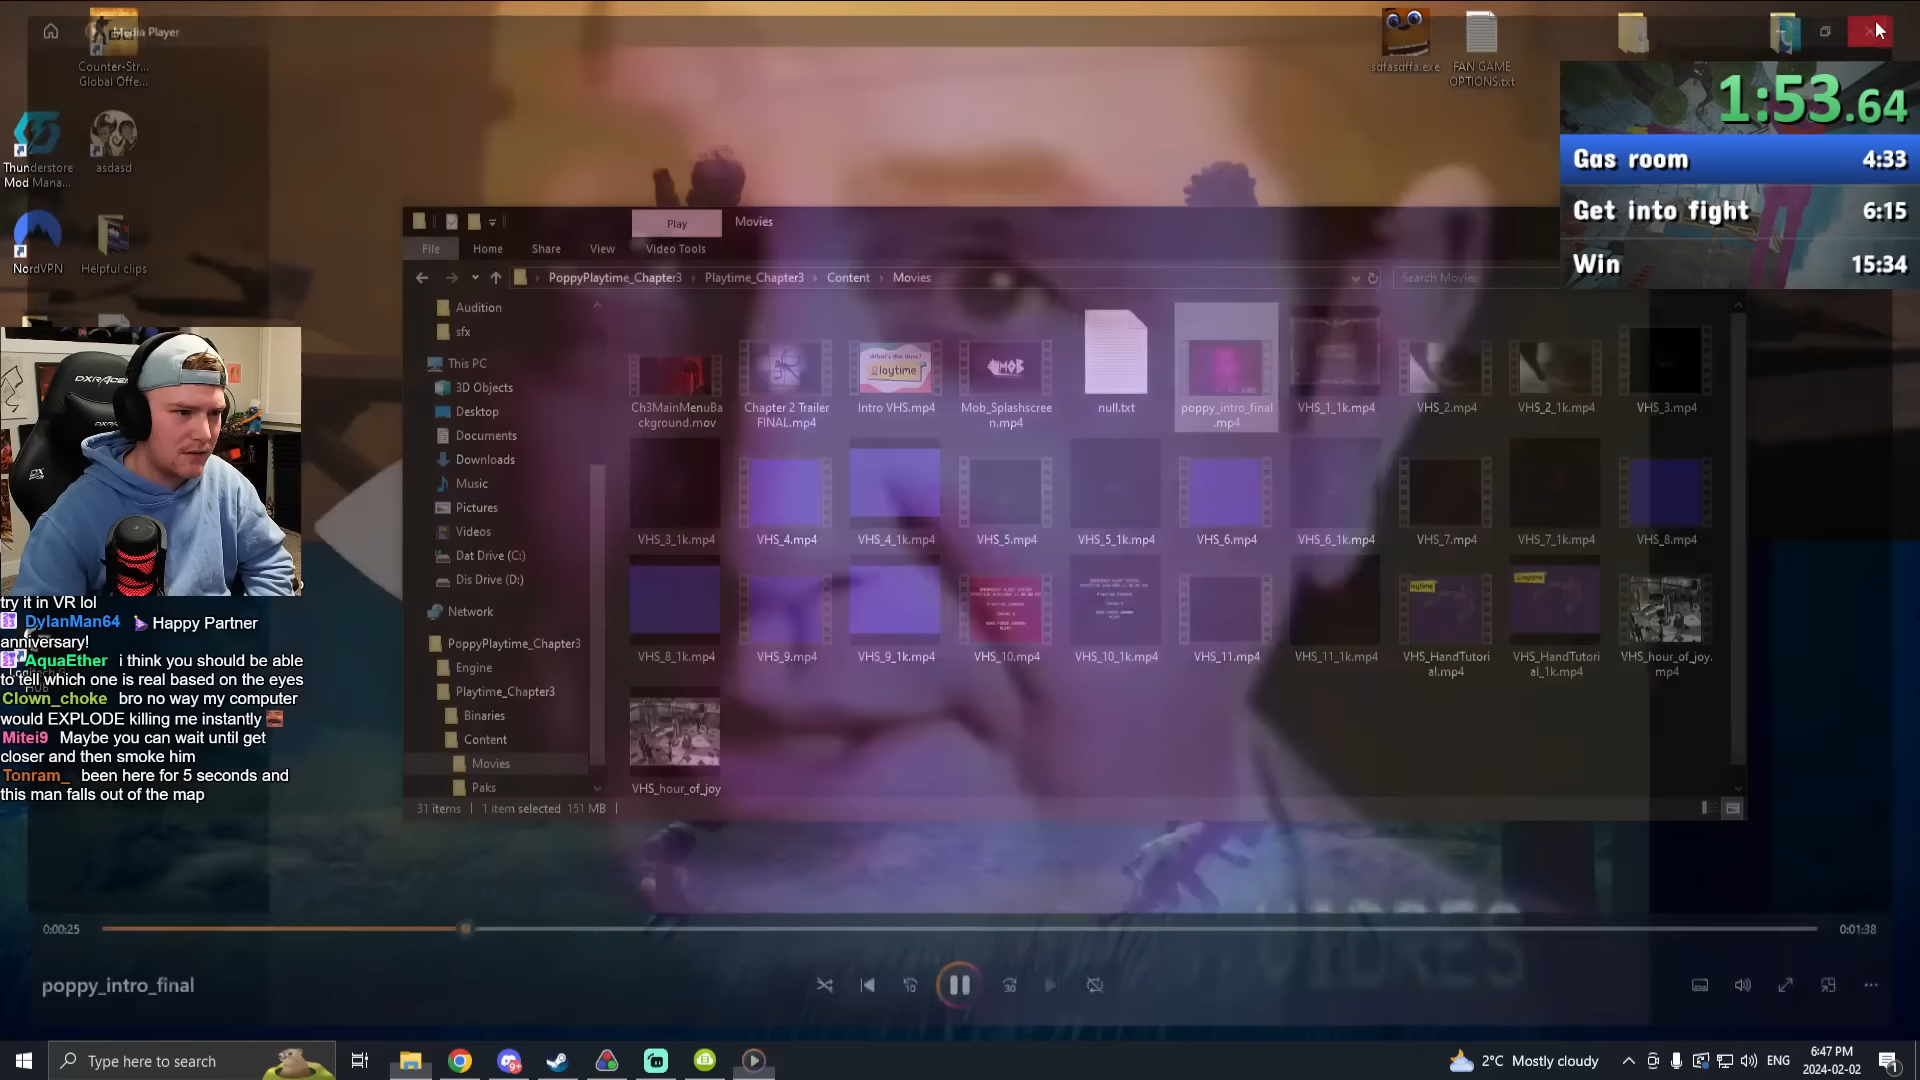 Media Player
Counter-Str...
Global Offe...
Thunderstore
Mod Mana...
asdasd
NordVPN
Helpful clips
sdfasdffa.exe
FAN GAME
OPTIONS.txt
1:53.64
Gas room 4:33
Get into fight 6:15
Win 15:34
Play
Movies
File
Home
Share
View
Video Tools
PoppyPlaytime_Chapter3
Playtime_Chapter3
Content
Movies
Search Movies
Audition
sfx
This PC
3D Objects
Desktop
Documents
Downloads
Music
Pictures
Videos
Dat Drive (C:)
Dis Drive (D:)
Network
PoppyPlaytime_Chapter3
Engine
Playtime_Chapter3
Binaries
Content
Movies
Paks
Ch3MainMenuBa
ckground.mov
Chapter 2 Trailer
FINAL.mp4
Intro VHS.mp4
Mob_Splashscree
n.mp4
null.txt
poppy_intro_final
.mp4
VHS_1_1k.mp4
VHS_2.mp4
VHS_2_1k.mp4
VHS_3.mp4
VHS_3_1k.mp4
VHS_4.mp4
VHS_4_1k.mp4
VHS_5.mp4
VHS_5_1k.mp4
VHS_6.mp4
VHS_6_1k.mp4
VHS_7.mp4
VHS_7_1k.mp4
VHS_8.mp4
VHS_8_1k.mp4
VHS_9.mp4
VHS_9_1k.mp4
VHS_10.mp4
VHS_10_1k.mp4
VHS_11.mp4
VHS_11_1k.mp4
VHS_HandTutori
al.mp4
VHS_HandTutori
al_1k.mp4
VHS_hour_of_joy.
mp4
VHS_hour_of_joy
31 items
1 item selected 151 MB
DXRACER
try it in VR lol
DylanMan64 Happy Partner
anniversary!
AquaEther i think you should be able
to tell which one is real based on the eyes
Clown_choke bro no way my computer
would EXPLODE killing me instantly
Mitei9 Maybe you can wait until get
closer and then smoke him
Tonram_ been here for 5 seconds and
this man falls out of the map
0:00:25
0:01:38
poppy_intro_final
10
30
Type here to search
2°C Mostly cloudy
ENG
6:47 PM
2024-02-02